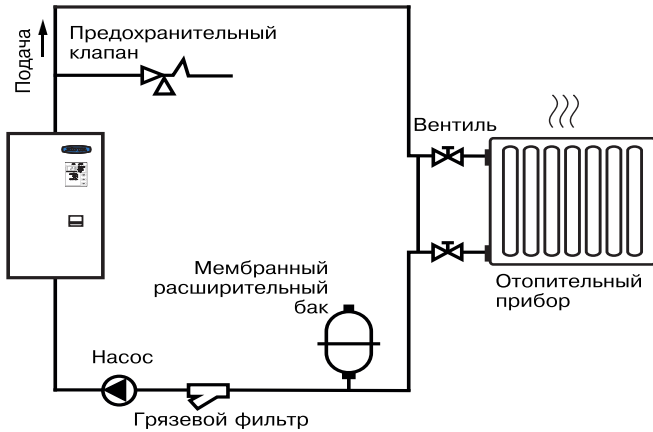 Предохранительный
клапан
Подача
Вентиль
Мембранный
расширительный
бак
Отопительный
прибор
Насос
Грязевой фильтр